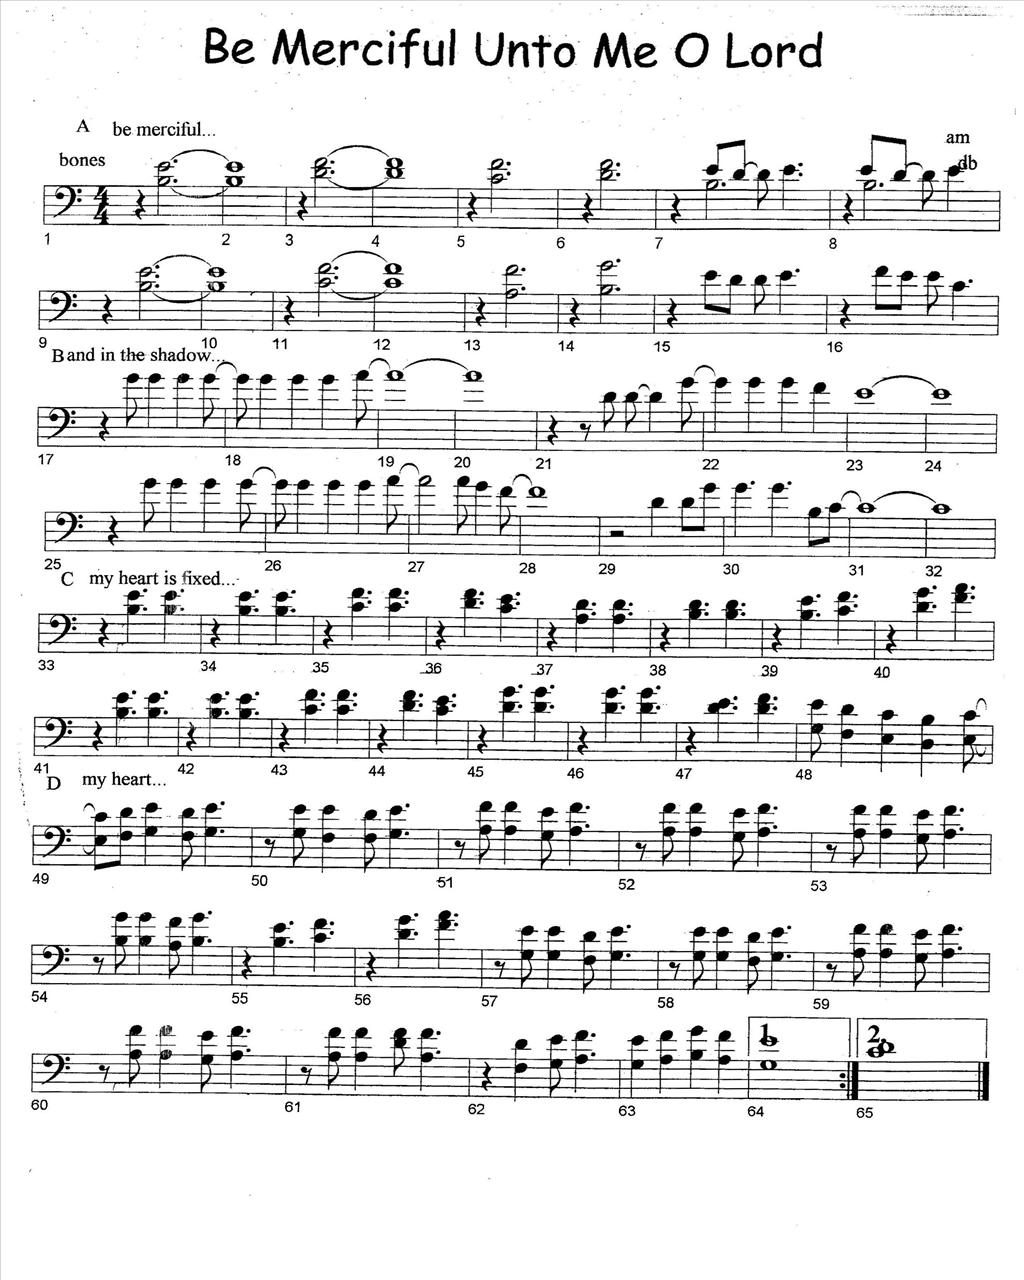 Be Merciful Unto Me O Lord
A be merciful...
am
bones
db
4
4
1 2 3 4 5 6 7 8
9 10 11 12 13 14 15 16
B and in the shadow...
17 18 19 20 21 22 23 24
25 26 27 28 29 30 31 32
C my heart is fixed...
33 34 35 36 37 38 39 40
41 42 43 44 45 46 47 48
D my heart...
49 50 51 52 53
54 55 56 57 58 59
1. 2.
60 61 62 63 64 65